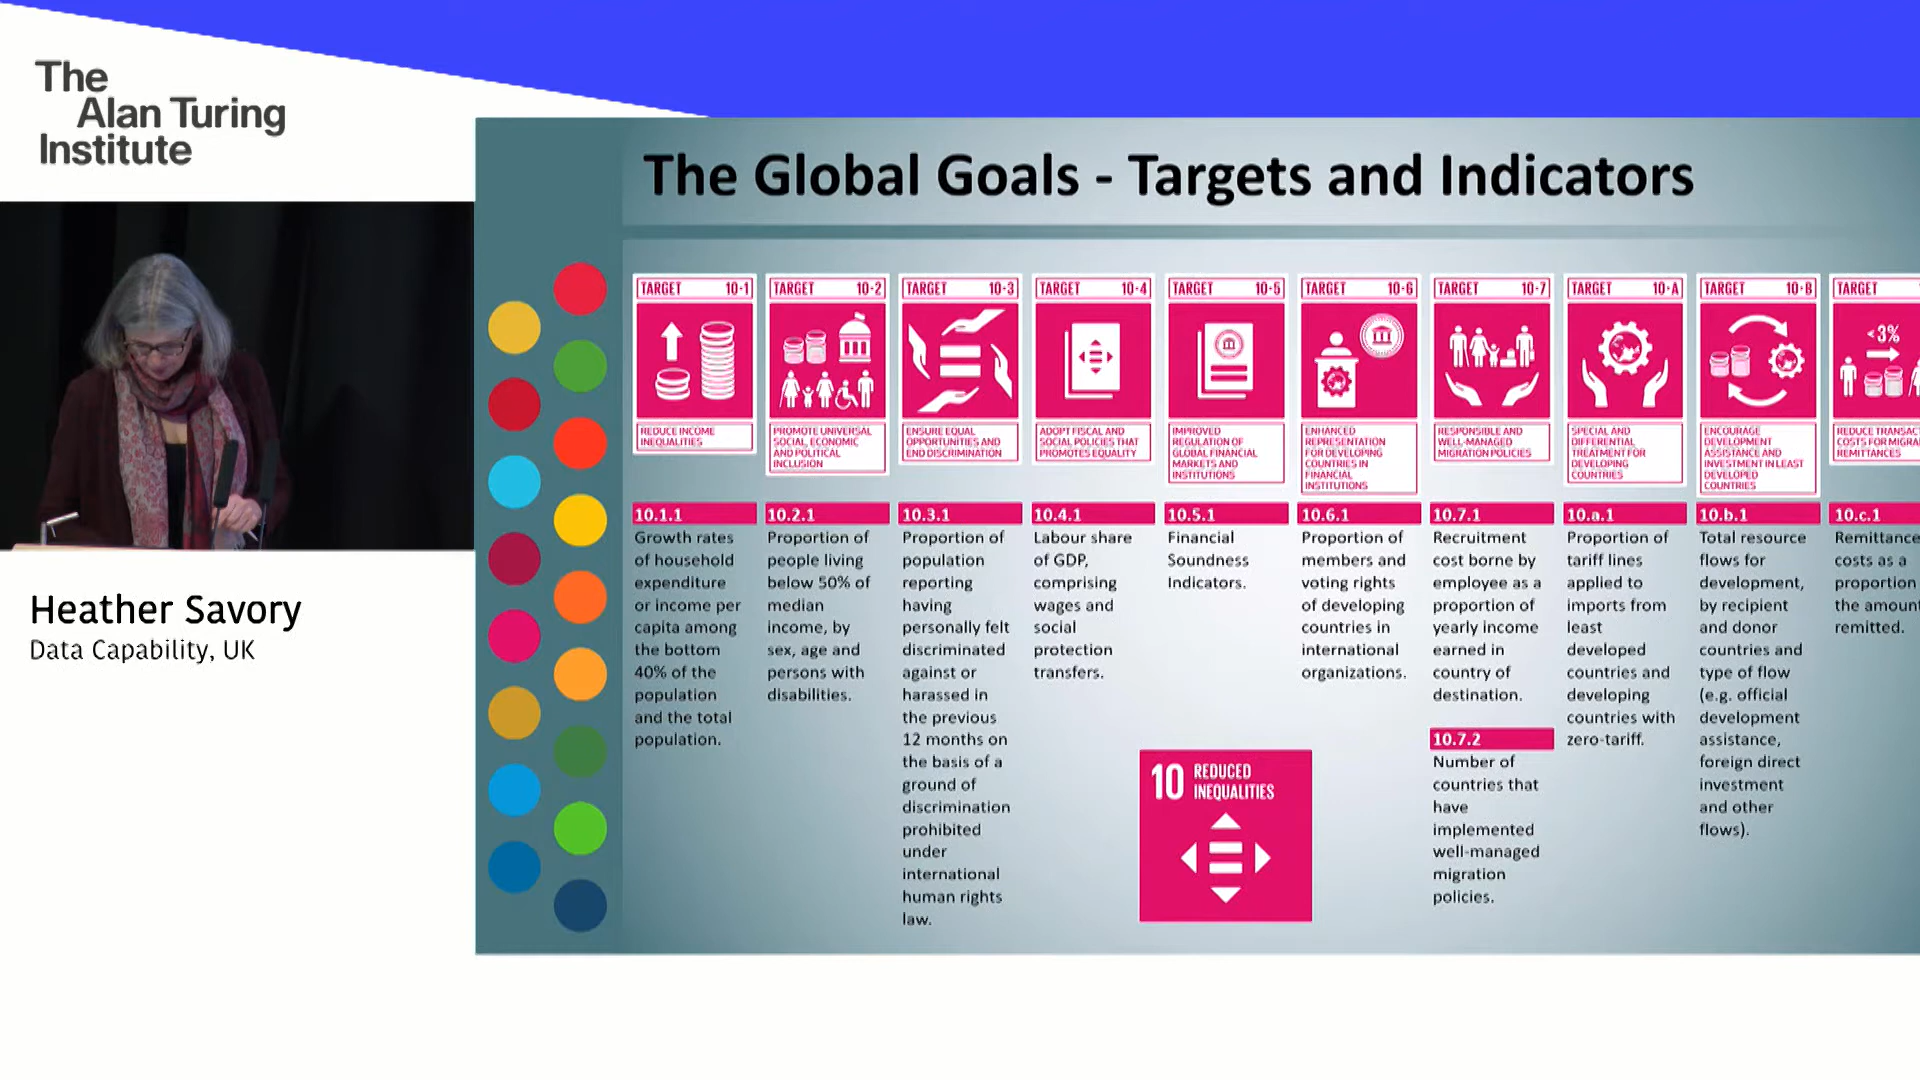 The
Alan Turing
Institute
Heather Savory
Data Capability, UK
The Global Goals - Targets and Indicators
TARGET 10-1
REDUCE INCOME
INEQUALITIES
TARGET 10-2
PROMOTE UNIVERSAL
SOCIAL, ECONOMIC
AND POLITICAL
INCLUSION
TARGET 10-3
ENSURE EQUAL
OPPORTUNITIES AND
END DISCRIMINATION
TARGET 10-4
ADOPT FISCAL AND
SOCIAL POLICIES THAT
PROMOTES EQUALITY
TARGET 10-5
IMPROVED
REGULATION OF
GLOBAL FINANCIAL
MARKETS AND
INSTITUTIONS
TARGET 10-6
ENHANCED
REPRESENTATION
FOR DEVELOPING
COUNTRIES IN
FINANCIAL
INSTITUTIONS
TARGET 10-7
RESPONSIBLE AND
WELL-MANAGED
MIGRATION POLICIES
TARGET 10-A
SPECIAL AND
DIFFERENTIAL
TREATMENT FOR
DEVELOPING
COUNTRIES
TARGET 10-B
ENCOURAGE
DEVELOPMENT
ASSISTANCE AND
INVESTMENT IN LEAST
DEVELOPED
COUNTRIES
TARGET
<3%
REDUCE TRANSAC
COSTS FOR MIGRA
REMITTANCES
10.1.1
Growth rates
of household
expenditure
or income per
capita among
the bottom
40% of the
population
and the total
population.
10.2.1
Proportion of
people living
below 50% of
median
income, by
sex, age and
persons with
disabilities.
10.3.1
Proportion of
population
reporting
having
personally felt
discriminated
against or
harassed in
the previous
12 months on
the basis of a
ground of
discrimination
prohibited
under
international
human rights
law.
10.4.1
Labour share
of GDP,
comprising
wages and
social
protection
transfers.
10.5.1
Financial
Soundness
Indicators.
10.6.1
Proportion of
members and
voting rights
of developing
countries in
international
organizations.
10.7.1
Recruitment
cost borne by
employee as a
proportion of
yearly income
earned in
country of
destination.
10.7.2
Number of
countries that
have
implemented
well-managed
migration
policies.
10.a.1
Proportion of
tariff lines
applied to
imports from
least
developed
countries and
developing
countries with
zero-tariff.
10.b.1
Total resource
flows for
development,
by recipient
and donor
countries and
type of flow
(e.g. official
development
assistance,
foreign direct
investment
and other
flows).
10.c.1
Remittance
costs as a
proportion
the amount
remitted.
10 REDUCED
INEQUALITIES